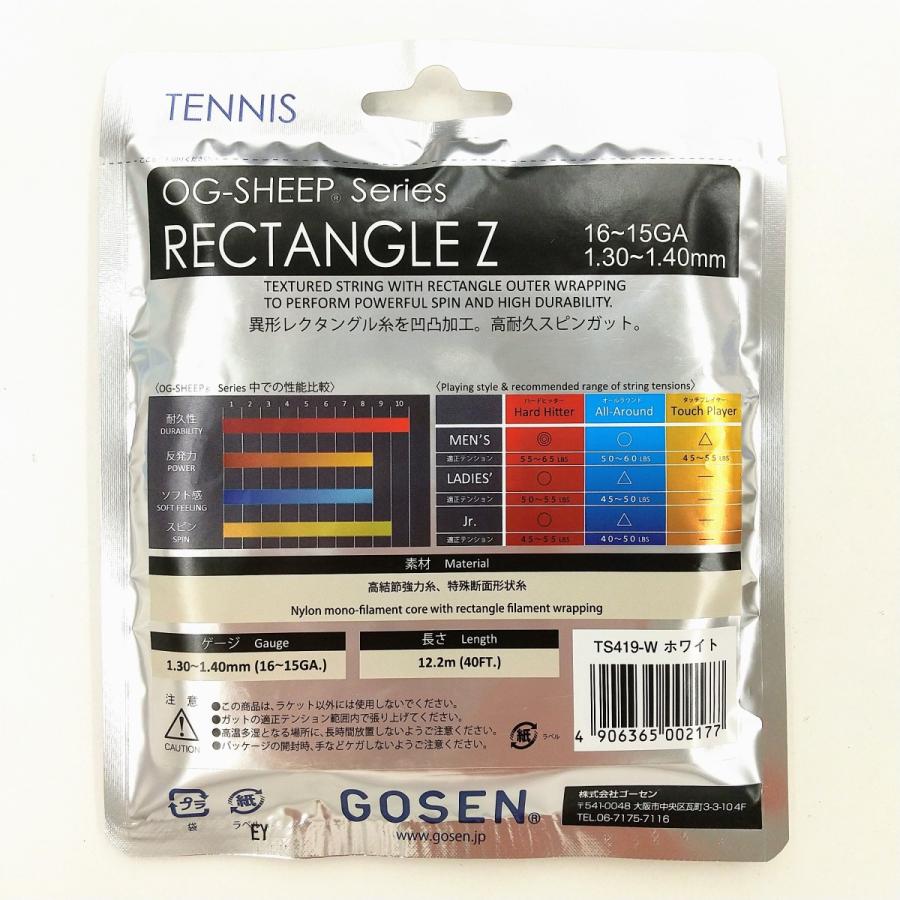 TENNIS
OG-SHEEP® Series
RECTANGLE Z
16~15GA
1.30~1.40mm
TEXTURED STRING WITH RECTANGLE OUTER WRAPPING
TO PERFORM POWERFUL SPIN AND HIGH DURABILITY.
異形レクタングル糸を凹凸加工。高耐久スピンガット。
〈OG-SHEEP® Series 中での性能比較〉
1 2 3 4 5 6 7 8 9 10
耐久性
DURABILITY
反発力
POWER
ソフト感
SOFT FEELING
スピン
SPIN
〈Playing style & recommended range of string tensions〉
ハードヒッター オールラウンド タッチプレイヤー
Hard Hitter All-Around Touch Player
MEN'S ◎ ○ △
適正テンション 55~65 LBS 50~60 LBS 45~55 LBS
LADIES' ○ △ —
適正テンション 50~55 LBS 45~50 LBS —
Jr. ○ △ —
適正テンション 45~55 LBS 40~50 LBS —
素材 Material
高結節強力糸、特殊断面形状糸
Nylon mono-filament core with rectangle filament wrapping
ゲージ Gauge
1.30~1.40mm (16~15GA.)
長さ Length
12.2m (40FT.)
TS419-W ホワイト
4 906365 002177
注意
CAUTION
●この商品は、ラケット以外には使用しないでください。
●ガットの適正テンション範囲内で張り上げてください。
●高温多湿となる場所に、長時間放置しないようご注意ください。
●パッケージの開封時、手などケガしないようご注意ください。
紙 ラベル
プラ
袋
紙
ラベル
EY
GOSEN®
www.gosen.jp
株式会社ゴーセン
〒541-0048 大阪市中央区瓦町3-3-10 4F
TEL.06-7175-7116